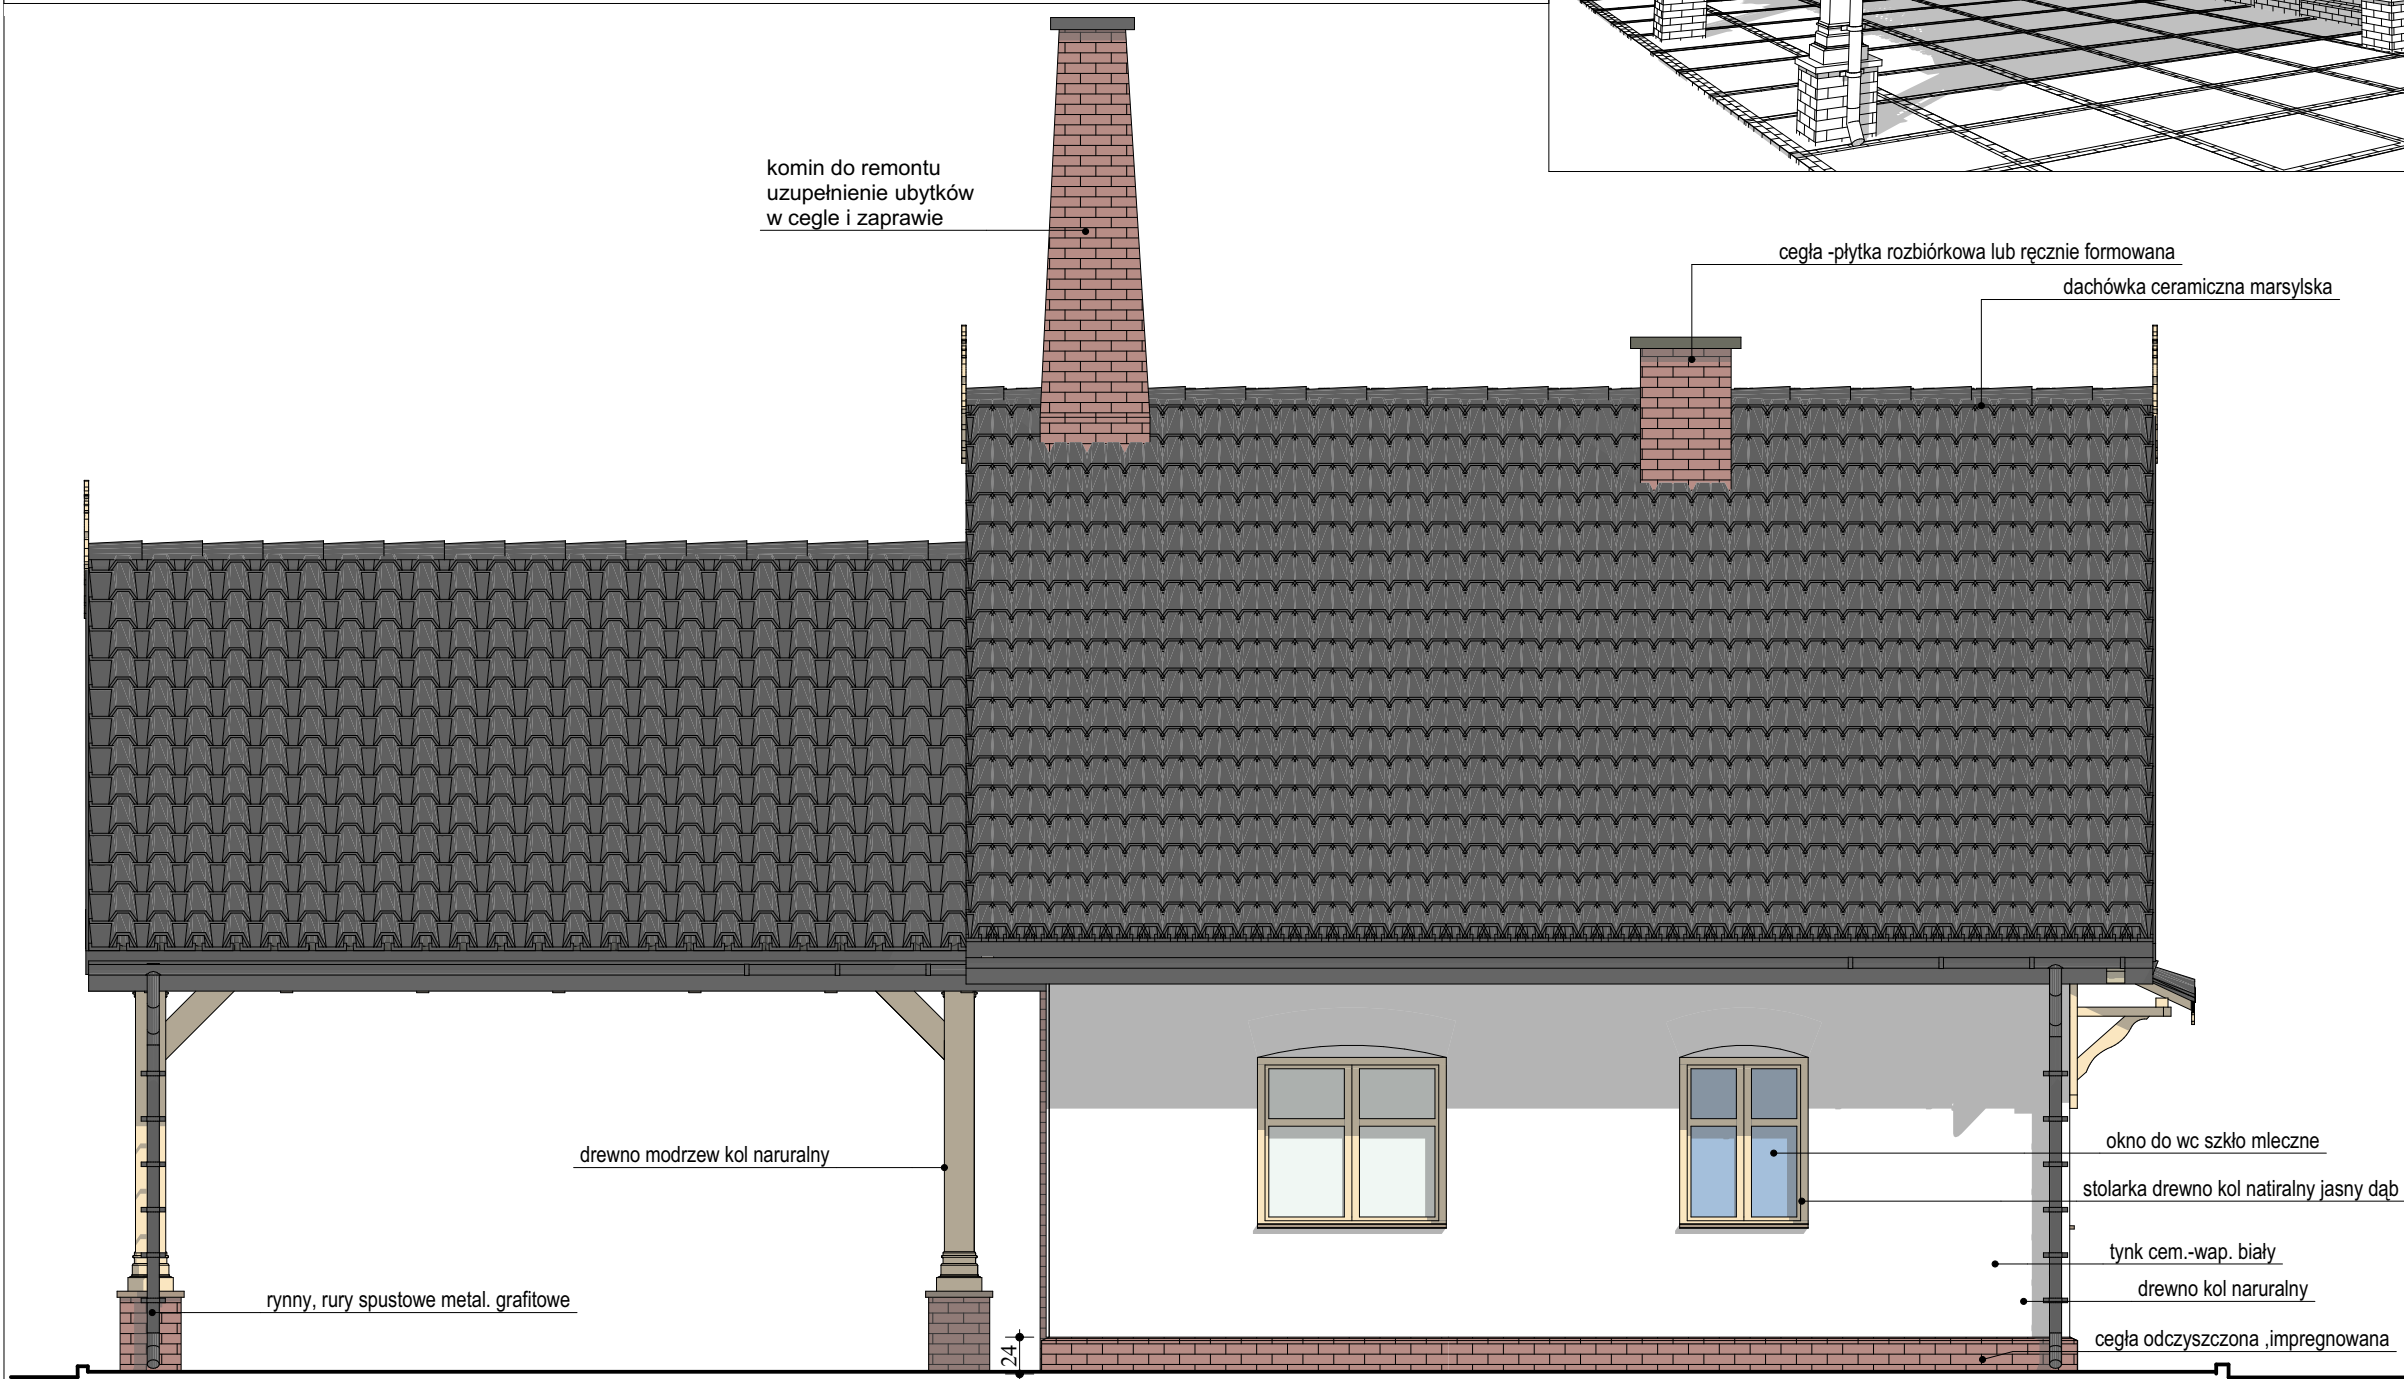 komin do remontu
uzupełnienie ubytków
w cegle i zaprawie
cegła -płytka rozbiórkowa lub ręcznie formowana
dachówka ceramiczna marsylska
drewno modrzew kol naruralny
okno do wc szkło mleczne
stolarka drewno kol natiralny jasny dąb
tynk cem.-wap. biały
drewno kol naruralny
rynny, rury spustowe metal. grafitowe
cegła odczyszczona ,impregnowana
24